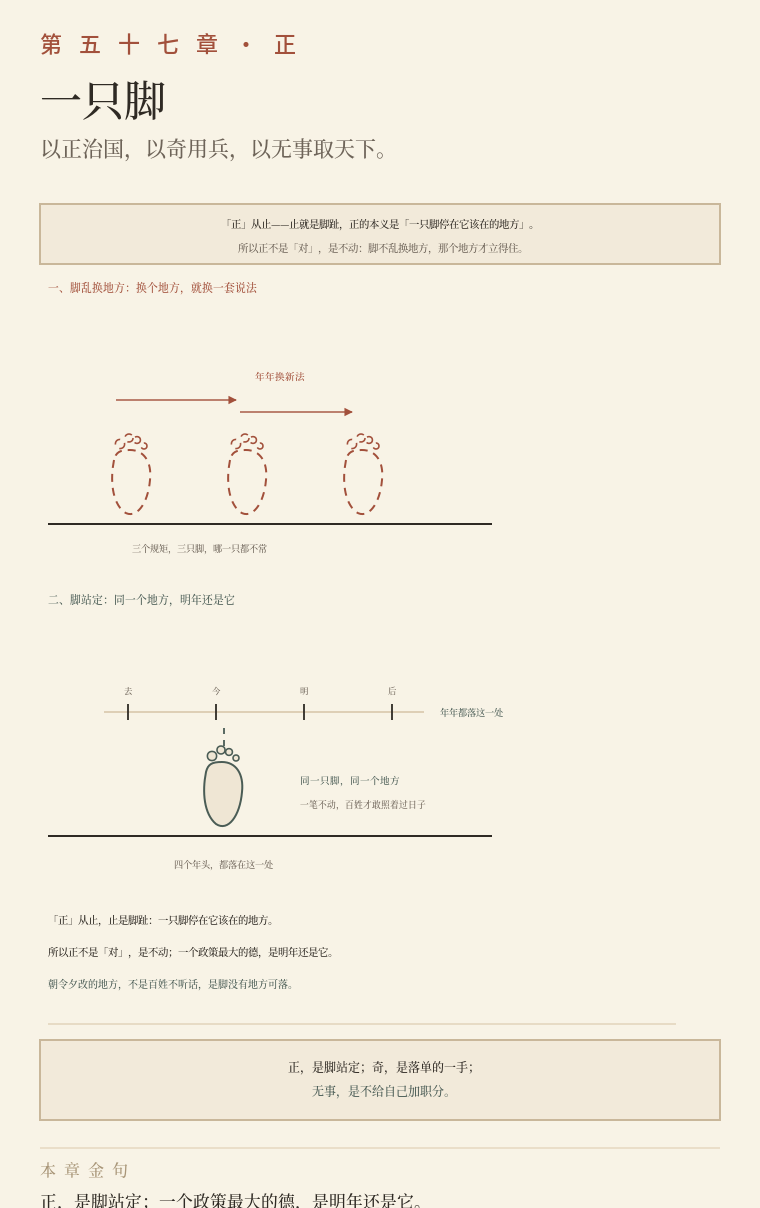 第五十七章·正
一只脚
以正治国，以奇用兵，以无事取天下。
「正」从止——止就是脚趾，正的本义是「一只脚停在它该在的地方」。
所以正不是「对」，是不动：脚不乱换地方，那个地方才立得住。
一、脚乱换地方：换个地方，就换一套说法
年年换新法
三个规矩，三只脚，哪一只都不常
二、脚站定：同一个地方，明年还是它
去 今 明 后
年年都落这一处
同一只脚，同一个地方
一笔不动，百姓才敢照着过日子
四个年头，都落在这一处
「正」从止，止是脚趾：一只脚停在它该在的地方。
所以正不是「对」，是不动；一个政策最大的德，是明年还是它。
朝令夕改的地方，不是百姓不听话，是脚没有地方可落。
正，是脚站定；奇，是落单的一手；
无事，是不给自己加职分。
本章金句
正，是脚站定；一个政策最大的德，是明年还是它。